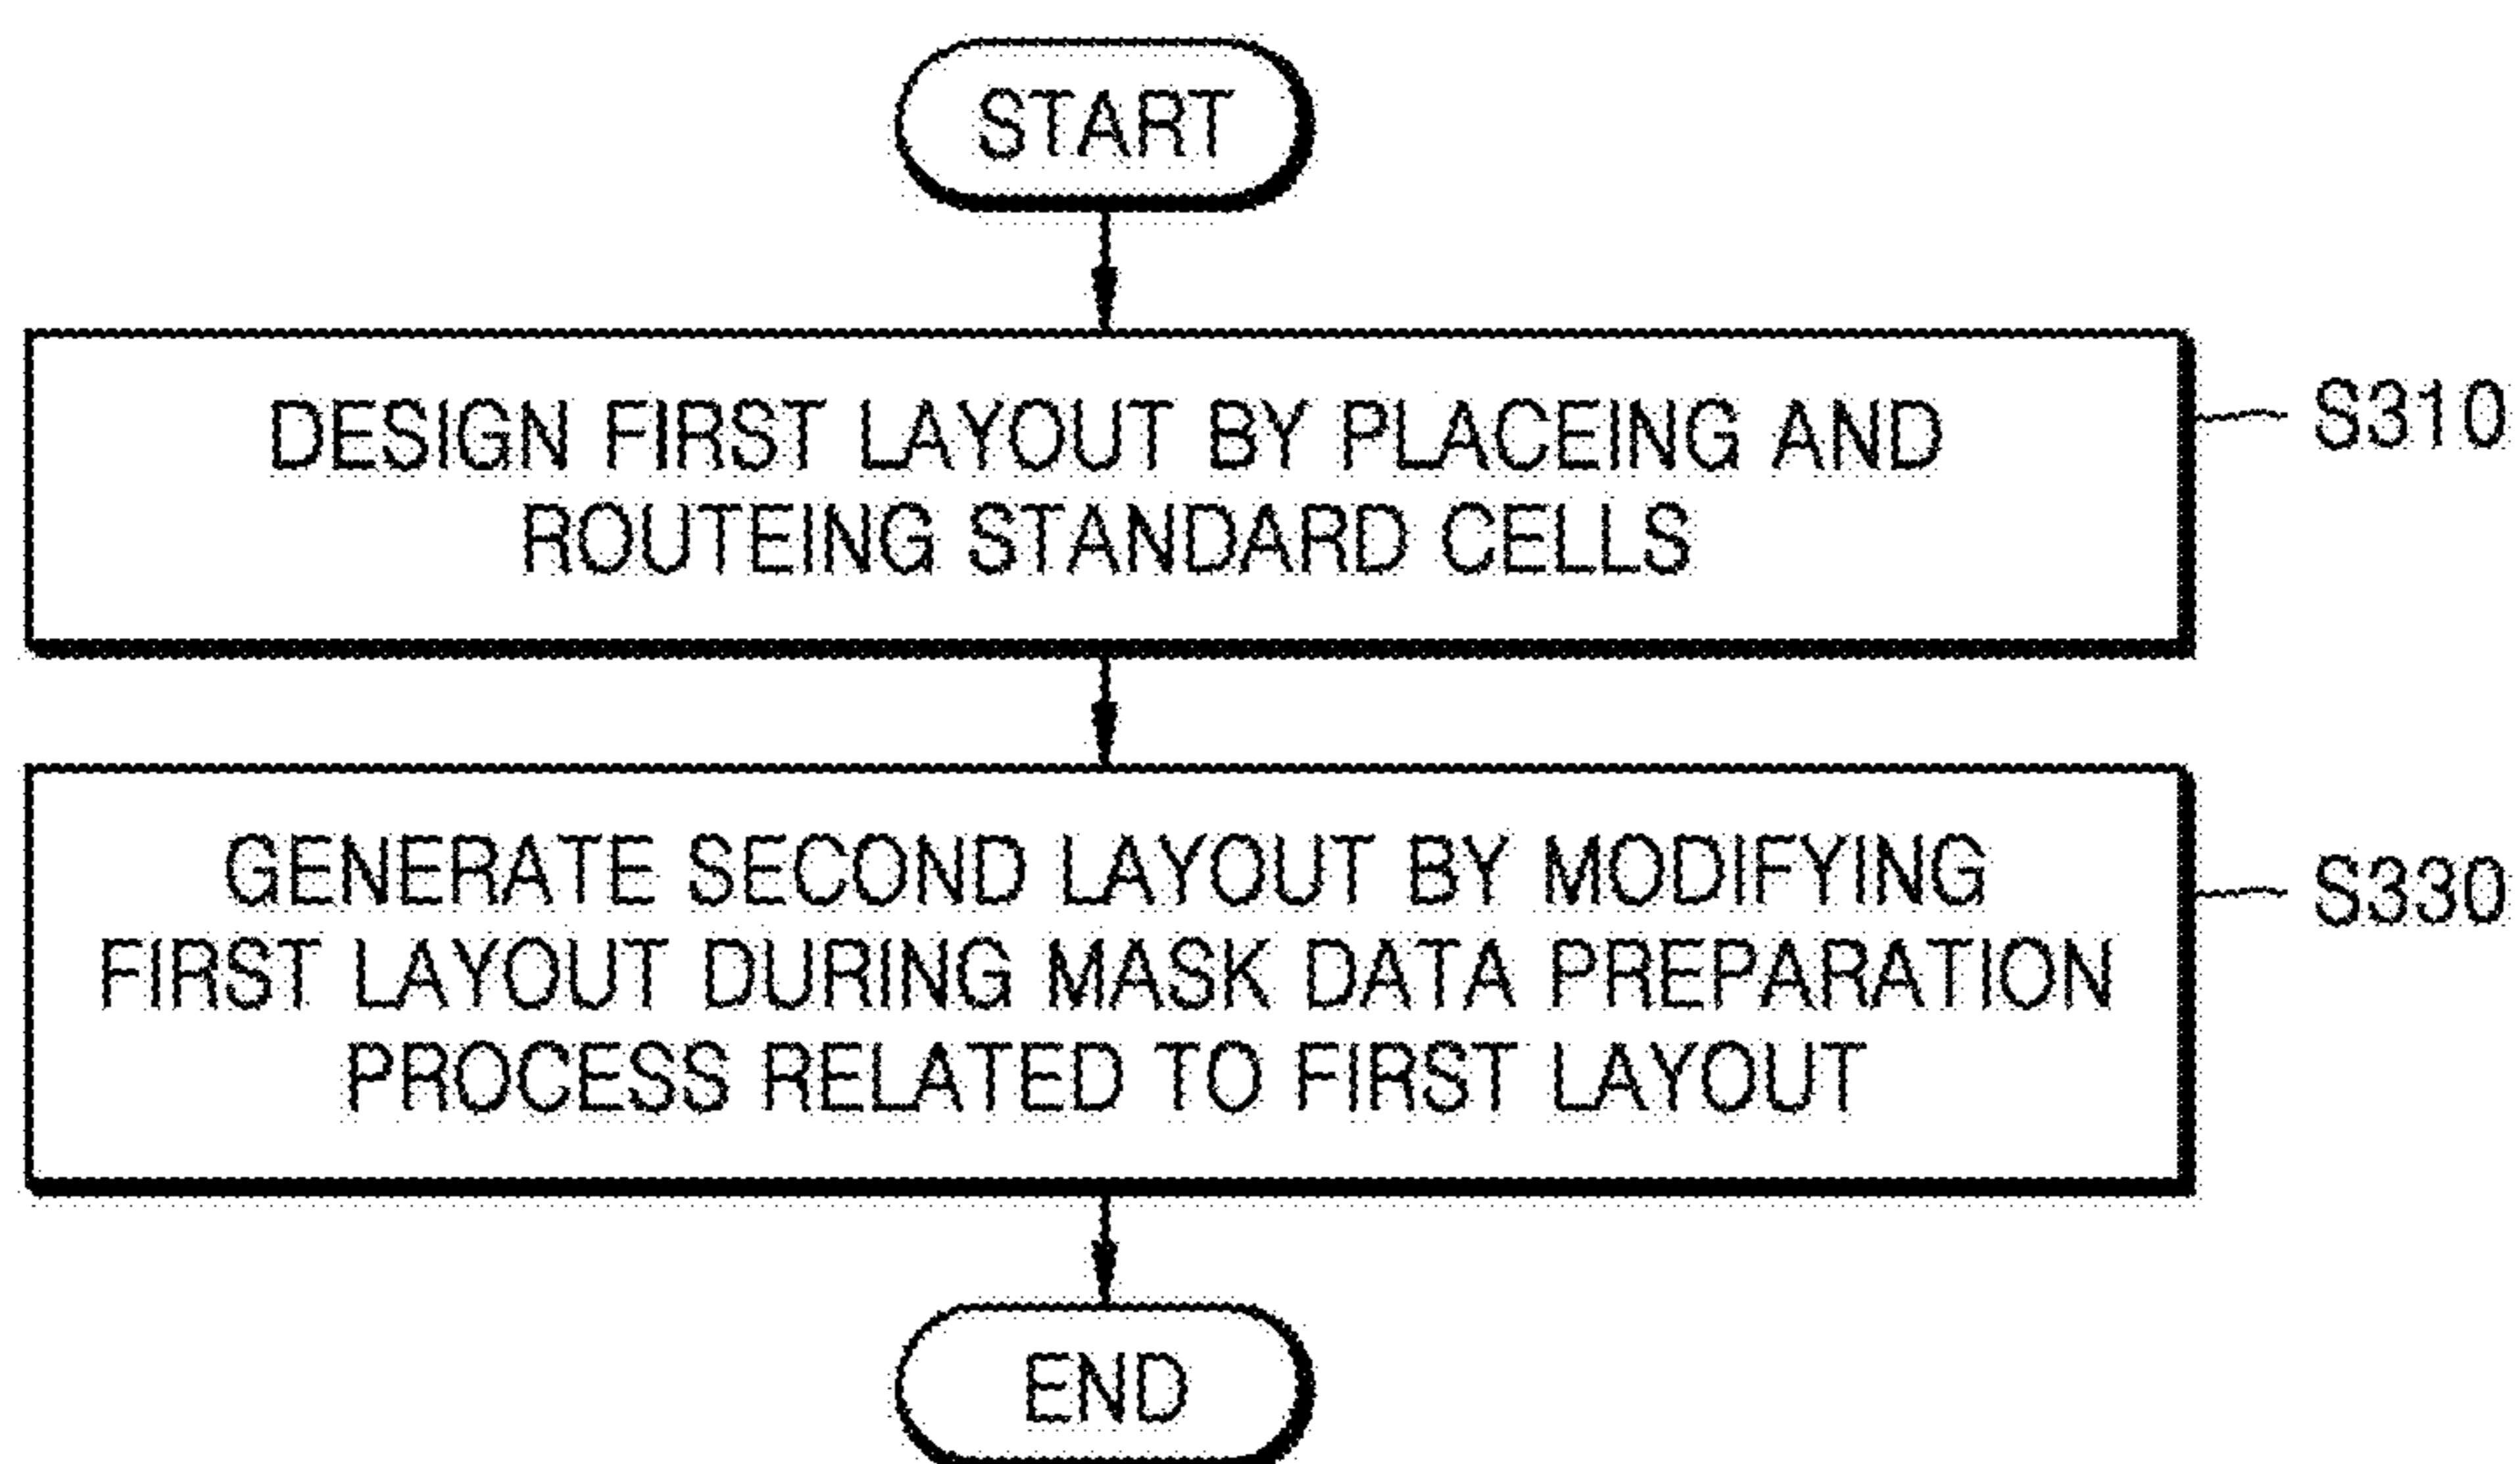 START
DESIGN FIRST LAYOUT BY PLACEING AND
ROUTEING STANDARD CELLS
S310
GENERATE SECOND LAYOUT BY MODIFYING
FIRST LAYOUT DURING MASK DATA PREPARATION
PROCESS RELATED TO FIRST LAYOUT
S330
END